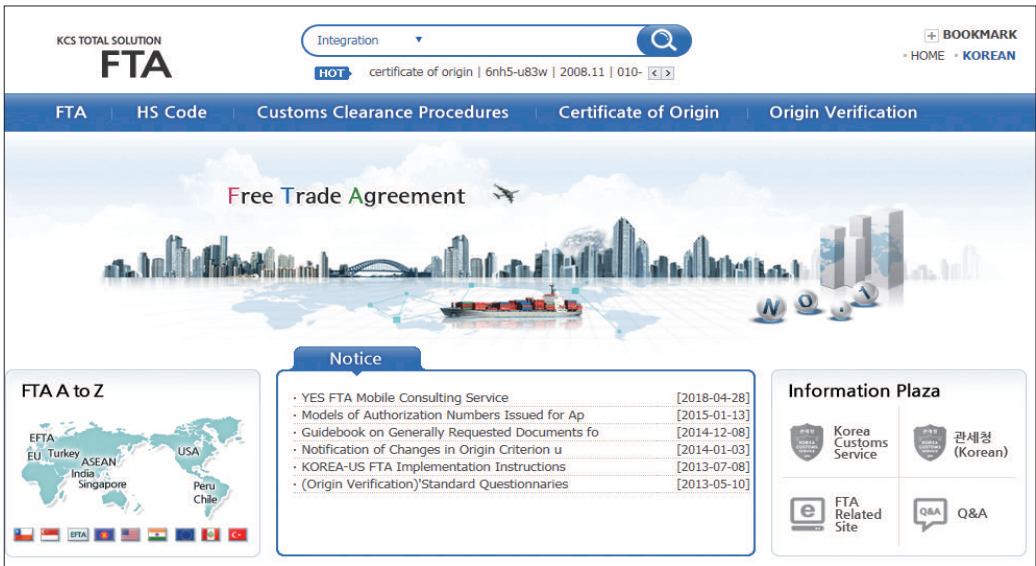 KCS TOTAL SOLUTION
FTA
Integration
HOT certificate of origin | 6nh5-u83w | 2008.11 | 010-
BOOKMARK
HOME KOREAN
FTA HS Code Customs Clearance Procedures Certificate of Origin Origin Verification
Free Trade Agreement
NO.1
FTA A to Z
EFTA
EU Turkey USA
ASEAN
India
Singapore
Peru
Chile
EFTA
Notice
· YES FTA Mobile Consulting Service [2018-04-28]
· Models of Authorization Numbers Issued for Ap [2015-01-13]
· Guidebook on Generally Requested Documents fo [2014-12-08]
· Notification of Changes in Origin Criterion u [2014-01-03]
· KOREA-US FTA Implementation Instructions [2013-07-08]
· (Origin Verification)'Standard Questionnaries [2013-05-10]
Information Plaza
Korea
Customs
Service
관세청
(Korean)
FTA
Related
Site
Q&A
Q&A